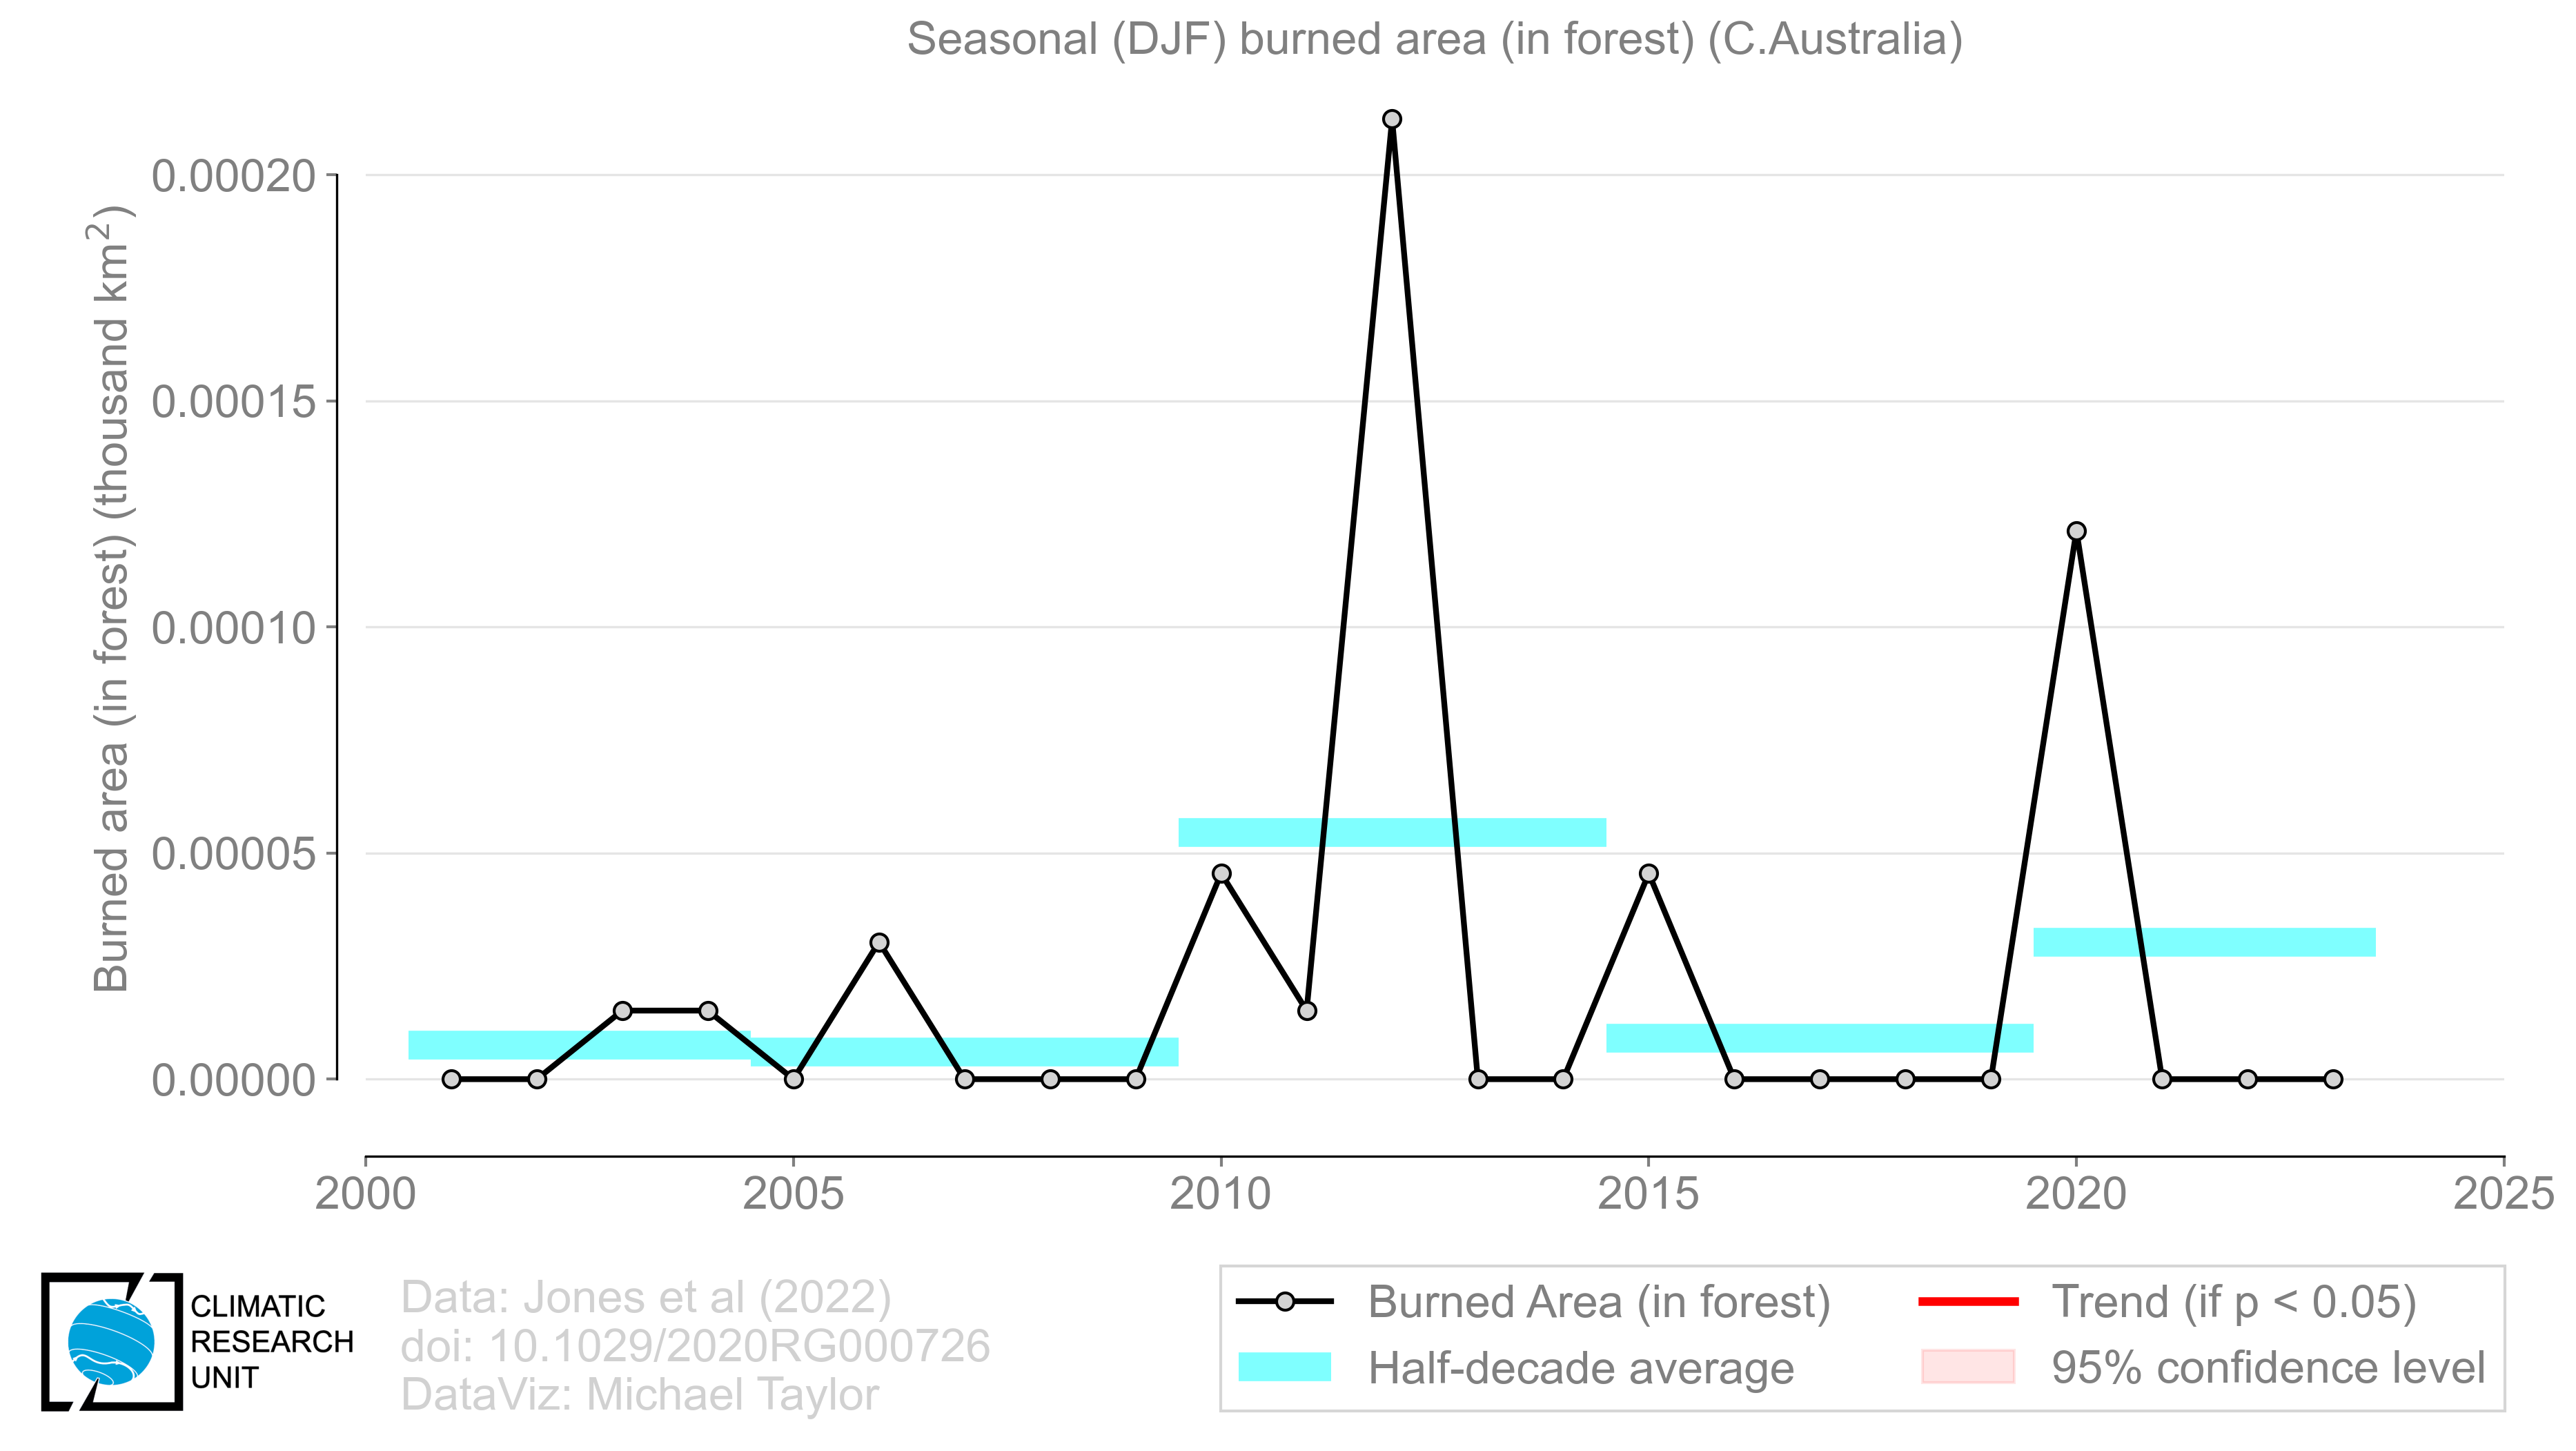 Seasonal (DJF) burned area (in forest) (C.Australia)
Burned area (in forest) (thousand km²)
0.00020
0.00015
0.00010
0.00005
0.00000
2000 2005 2010 2015 2020 2025
CLIMATIC
RESEARCH
UNIT
Data: Jones et al (2022)
doi: 10.1029/2020RG000726
DataViz: Michael Taylor
Burned Area (in forest)
Half-decade average
Trend (if p < 0.05)
95% confidence level